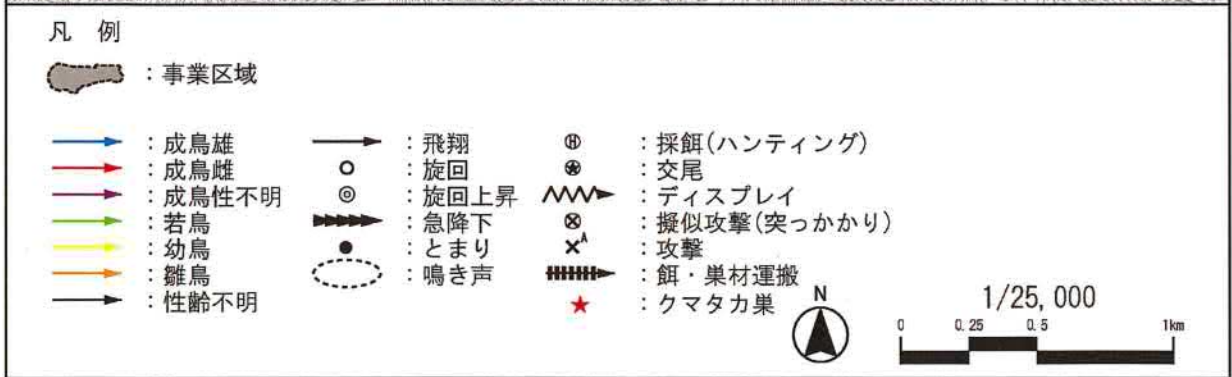 凡 例
：事業区域
：成鳥雄 ：飛翔 Ⓗ ：採餌(ハンティング)
：成鳥雌 ：旋回 ：交尾
：成鳥性不明 ：旋回上昇 ：ディスプレイ
：若鳥 ：急降下 ：擬似攻撃(突っかかり)
：幼鳥 ：とまり ×A ：攻撃
：雛鳥 ：鳴き声 ：餌・巣材運搬
：性齢不明 ：クマタカ巣
N
1/25,000
0 0.25 0.5 1km